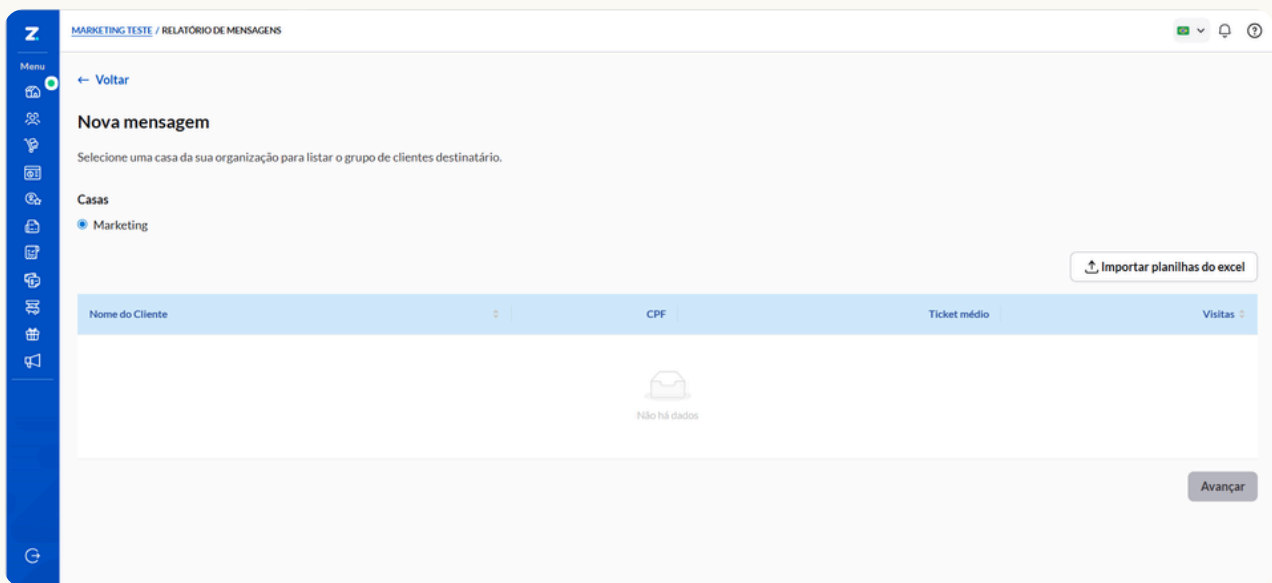 Z.
MARKETING TESTE / RELATÓRIO DE MENSAGENS
Menu
← Voltar
Nova mensagem
Selecione uma casa da sua organização para listar o grupo de clientes destinatário.
Casas
Marketing
Importar planilhas do excel
Nome do Cliente CPF Ticket médio Visitas
Não há dados
Avançar